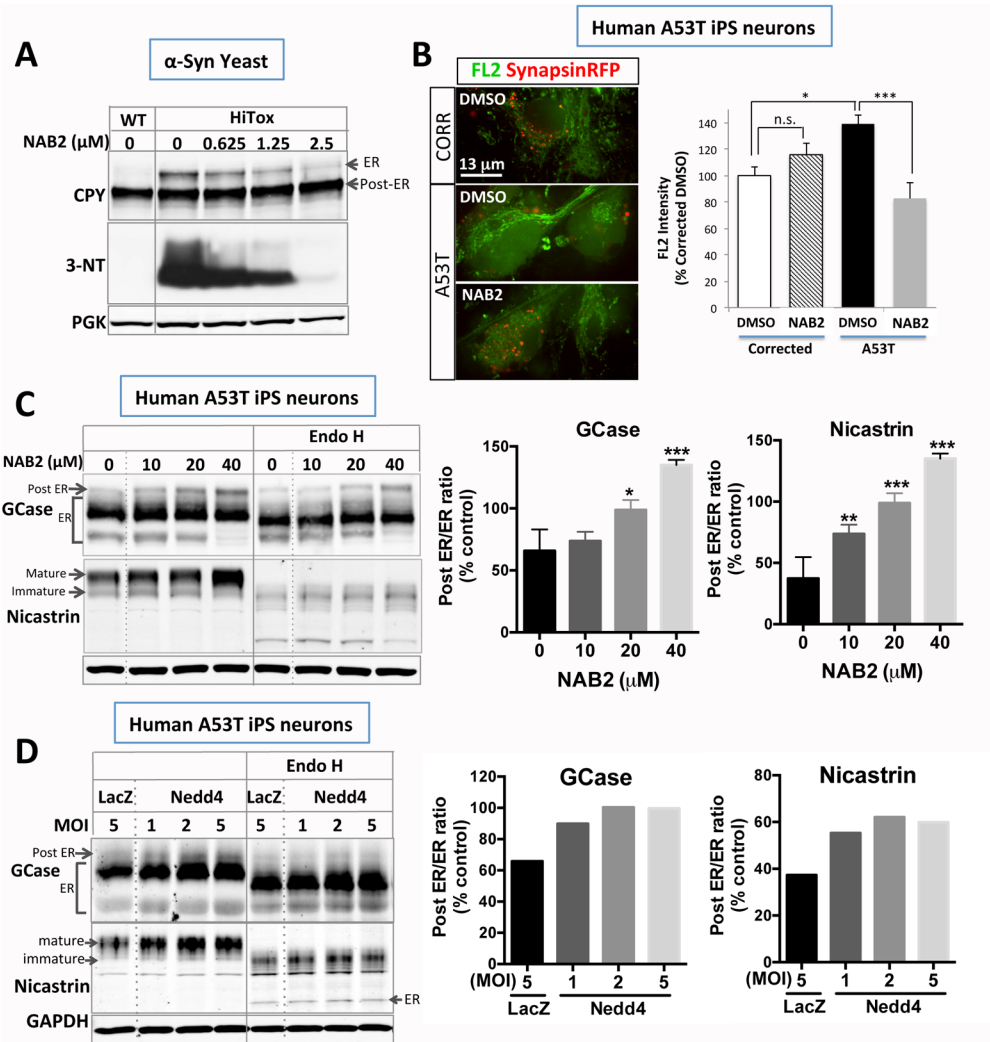 A
α-Syn Yeast
WT
HiTox
NAB2 (µM)
0
0
0.625
1.25
2.5
CPY
ER
Post-ER
3-NT
PGK
Human A53T iPS neurons
B
FL2 SynapsinRFP
CORR
DMSO
13 µm
A53T
DMSO
NAB2
FL2 Intensity
(% Corrected DMSO)
140
120
100
80
60
40
20
0
*
***
n.s.
DMSO
NAB2
DMSO
NAB2
Corrected
A53T
C
Human A53T iPS neurons
Endo H
NAB2 (µM)
0
10
20
40
0
10
20
40
Post ER
GCase
ER
Mature
Immature
Nicastrin
GCase
Post ER/ER ratio
(% control)
150
100
50
0
*
***
0
10
20
40
NAB2 (µM)
Nicastrin
Post ER/ER ratio
(% control)
150
100
50
0
**
***
***
0
10
20
40
NAB2 (µM)
D
Human A53T iPS neurons
Endo H
LacZ
Nedd4
LacZ
Nedd4
MOI
5
1
2
5
5
1
2
5
Post ER
GCase
ER
mature
immature
Nicastrin
ER
GAPDH
GCase
Post ER/ER ratio
(% control)
120
100
80
60
40
20
0
(MOI)
5
1
2
5
LacZ
Nedd4
Nicastrin
Post ER/ER ratio
(% control)
80
60
40
20
0
(MOI)
5
1
2
5
LacZ
Nedd4